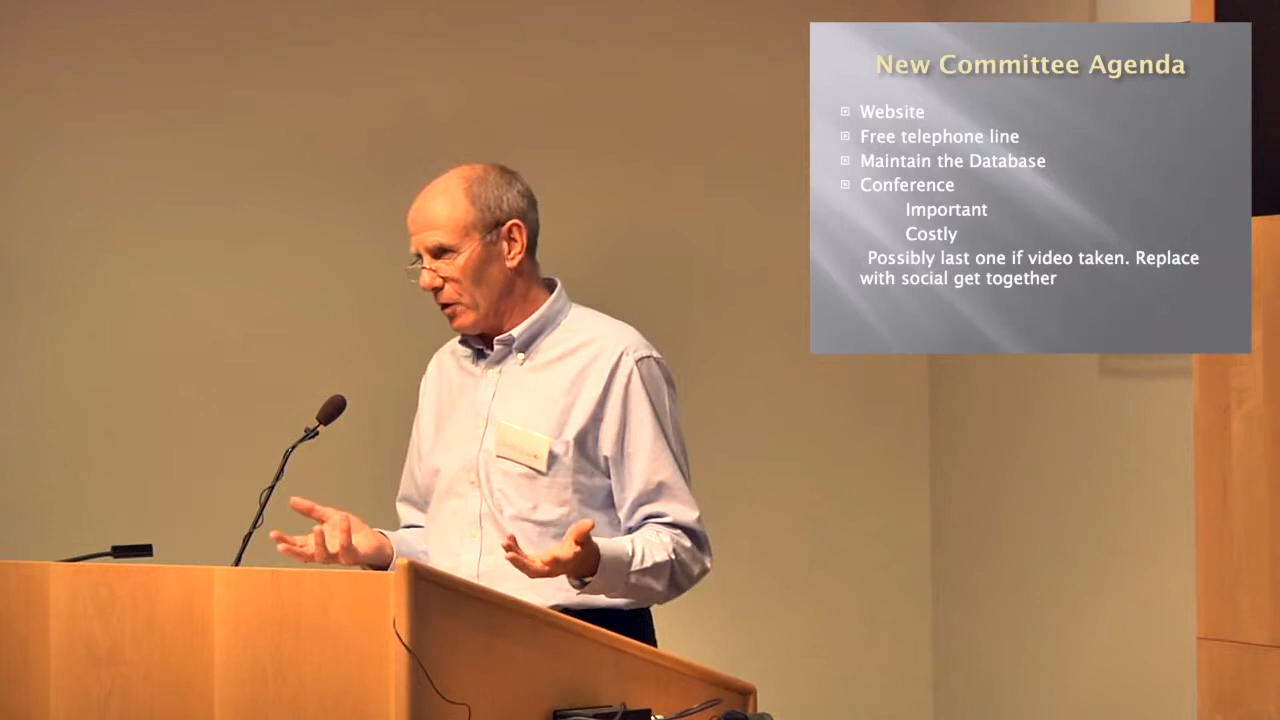 New Committee Agenda
Website
Free telephone line
Maintain the Database
Conference
Important
Costly
Possibly last one if video taken. Replace
with social get together